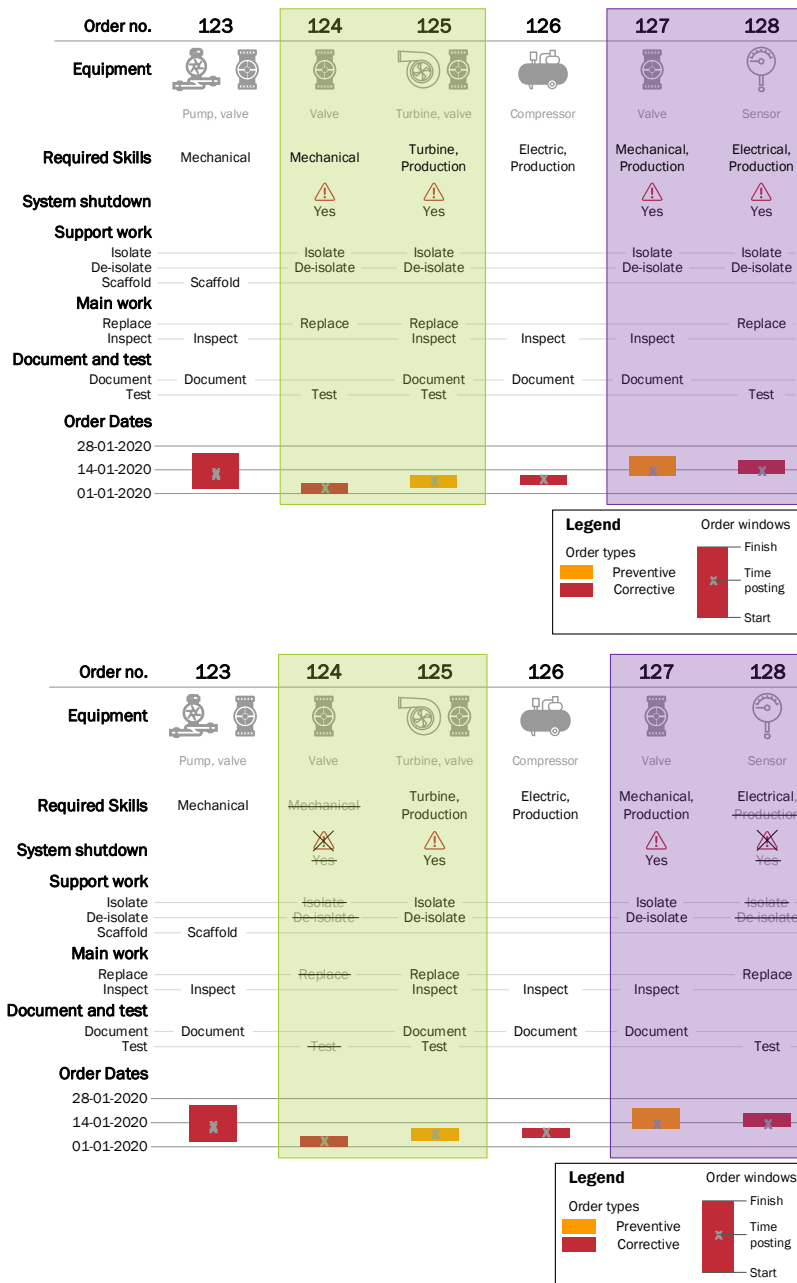 Order no. 123 124 125 126 127 128
Equipment
Pump, valve Valve Turbine, valve Compressor Valve Sensor
Required Skills Mechanical Mechanical Turbine, Production Electric, Production Mechanical, Production Electrical, Production
System shutdown Yes Yes Yes Yes
Support work
Isolate Isolate Isolate Isolate Isolate
De-isolate De-isolate De-isolate De-isolate De-isolate
Scaffold Scaffold
Main work
Replace Replace Replace Replace
Inspect Inspect Inspect Inspect Inspect
Document and test
Document Document Document Document Document
Test Test Test Test
Order Dates
28-01-2020
14-01-2020
01-01-2020
Legend Order windows
Order types
Preventive
Corrective
Finish
Time posting
Start
Order no. 123 124 125 126 127 128
Equipment
Pump, valve Valve Turbine, valve Compressor Valve Sensor
Required Skills Mechanical Mechanical Turbine, Production Electric, Production Mechanical, Production Electrical, Production
System shutdown Yes Yes Yes Yes
Support work
Isolate Isolate Isolate Isolate Isolate
De-isolate De-isolate De-isolate De-isolate De-isolate
Scaffold Scaffold
Main work
Replace Replace Replace Replace
Inspect Inspect Inspect Inspect Inspect
Document and test
Document Document Document Document Document
Test Test Test Test
Order Dates
28-01-2020
14-01-2020
01-01-2020
Legend Order windows
Order types
Preventive
Corrective
Finish
Time posting
Start